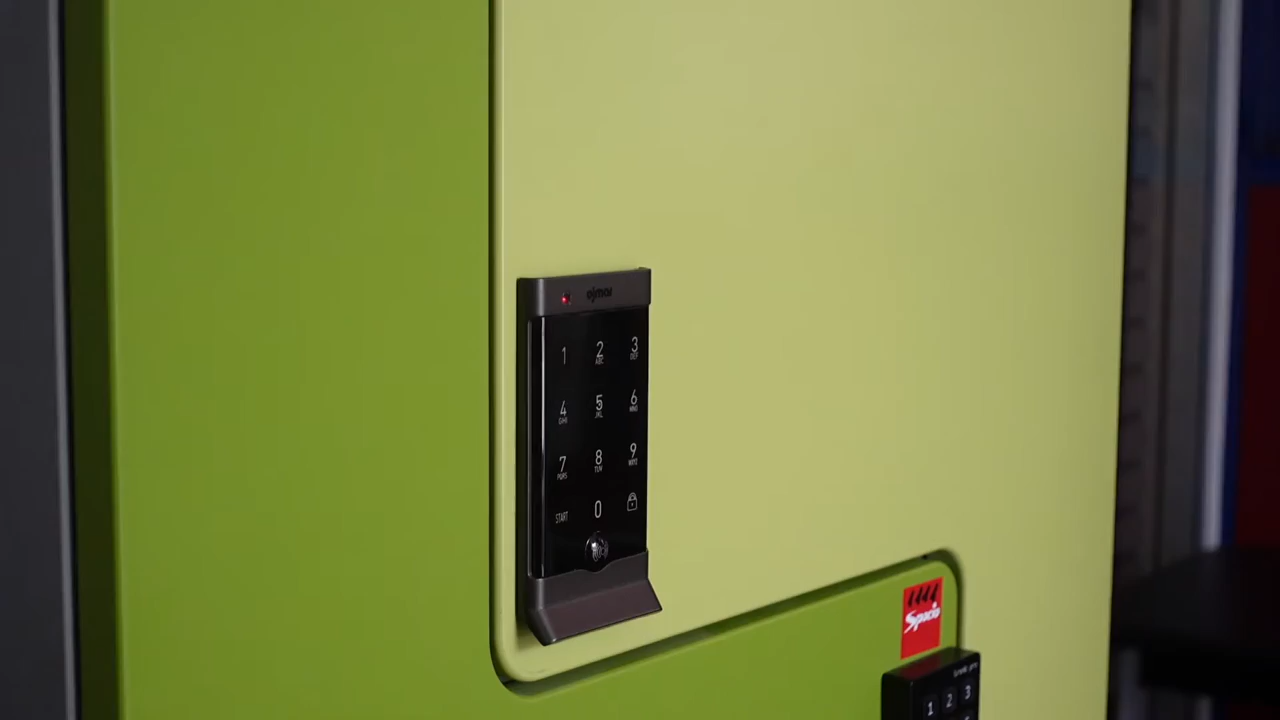 ojmar
1 2 ABC 3 DEF
4 GHI 5 JKL 6 MNO
7 PQRS 8 TUV 9 WXYZ
START 0
Spacio
1 2 3